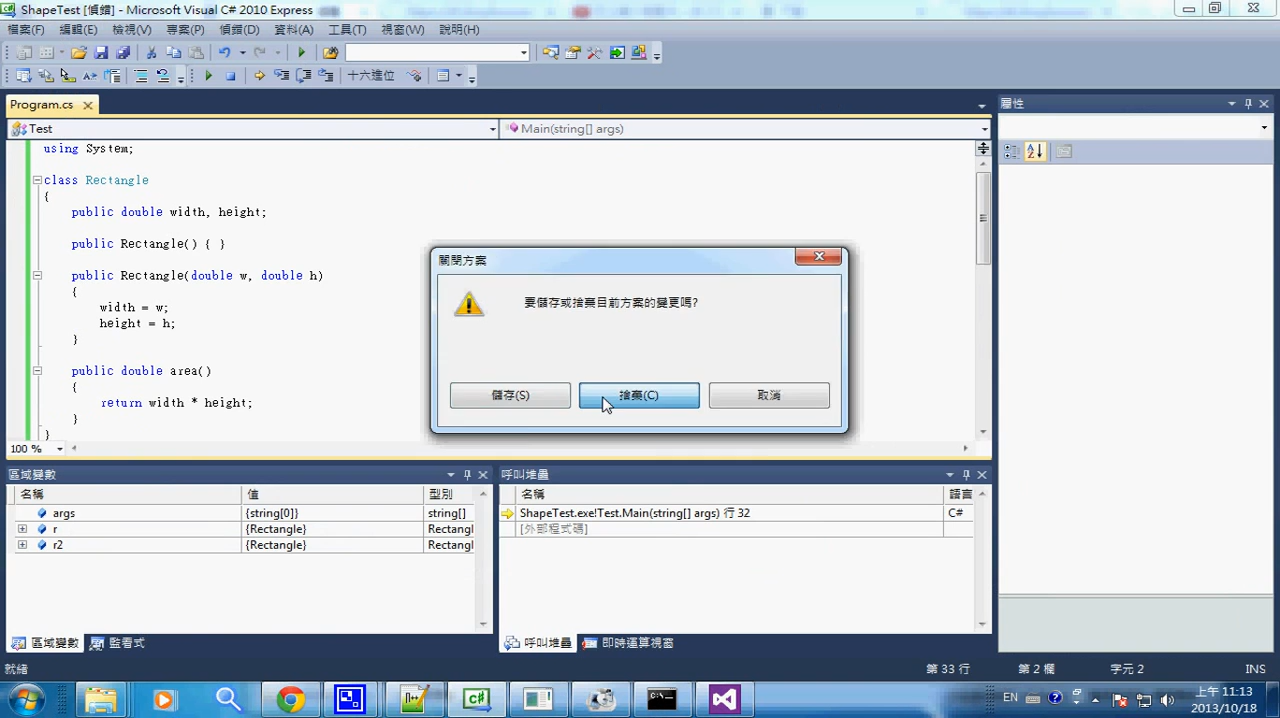 ShapeTest [偵錯] - Microsoft Visual C# 2010 Express
檔案(F) 編輯(E) 檢視(V) 專案(P) 偵錯(D) 資料(A) 工具(T) 視窗(W) 說明(H)
十六進位
Program.cs
屬性
Test
Main(string[] args)
using System;
class Rectangle
{
public double width, height;
public Rectangle() { }
public Rectangle(double w, double h)
{
width = w;
height = h;
}
public double area()
{
return width * height;
}
}
100 %
關閉方案
要儲存或捨棄目前方案的變更嗎?
儲存(S) 捨棄(C) 取消
區域變數
名稱 值 型別
args {string[0]} string[]
r {Rectangle} Rectangl
r2 {Rectangle} Rectangl
區域變數 監看式
呼叫堆疊
名稱 語言
ShapeTest.exe!Test.Main(string[] args) 行 32 C#
[外部程式碼]
呼叫堆疊 即時運算視窗
就緒 第 33 行 第 2 欄 字元 2 INS
EN
上午 11:13
2013/10/18